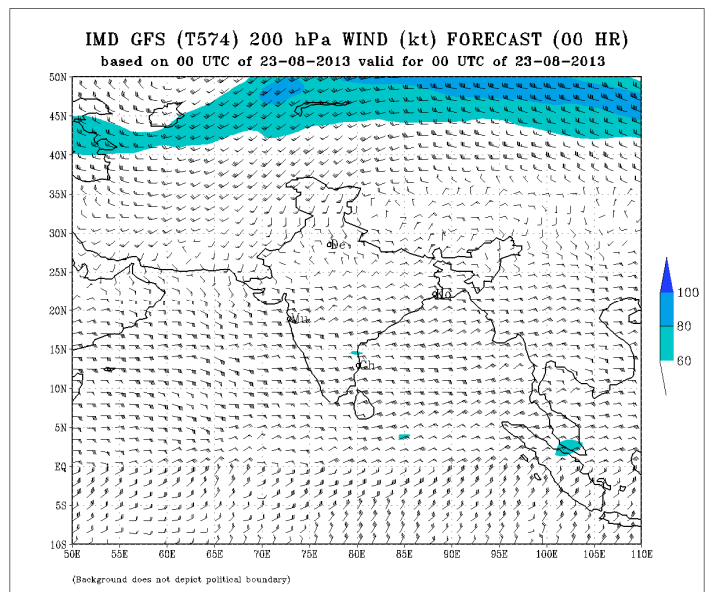 IMD GFS (T574) 200 hPa WIND (kt) FORECAST (00 HR)
based on 00 UTC of 23-08-2013 valid for 00 UTC of 23-08-2013
50N
45N
40N
35N
30N
25N
20N
15N
10N
5N
EQ
5S
10S
De
Mu
Ch
100
80
60
50E 55E 60E 65E 70E 75E 80E 85E 90E 95E 100E 105E 110E
(Background does not depict political boundary)